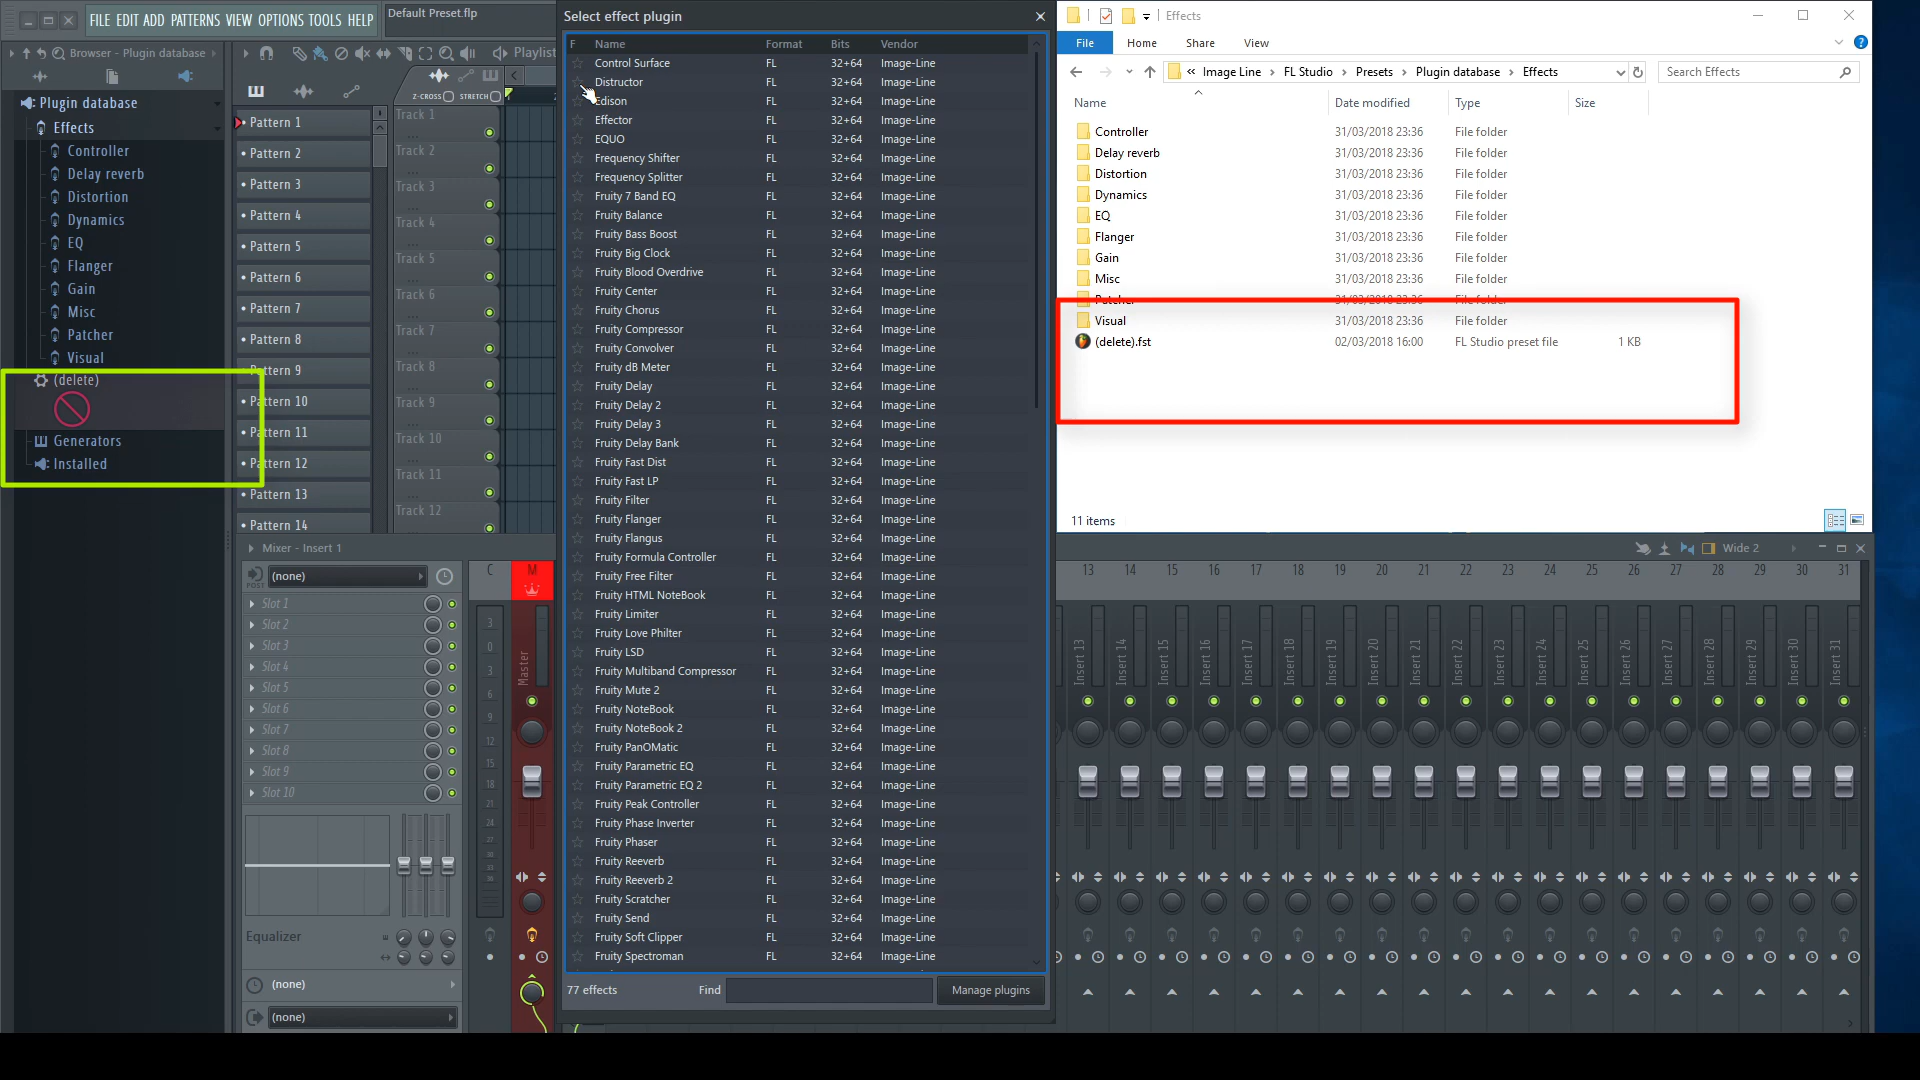 FILE EDIT ADD PATTERNS VIEW OPTIONS TOOLS HELP
Default Preset.flp
Browser - Plugin database
Plugin database
Effects
Controller
Delay reverb
Distortion
Dynamics
EQ
Flanger
Gain
Misc
Patcher
Visual
(delete)
Generators
Installed
Playlist
Z-CROSS STRETCH
Pattern 1
Pattern 2
Pattern 3
Pattern 4
Pattern 5
Pattern 6
Pattern 7
Pattern 8
Pattern 9
Pattern 10
Pattern 11
Pattern 12
Pattern 13
Pattern 14
Track 1
Track 2
Track 3
Track 4
Track 5
Track 6
Track 7
Track 8
Track 9
Track 10
Track 11
Track 12
Mixer - Insert 1
POST (none)
Slot 1
Slot 2
Slot 3
Slot 4
Slot 5
Slot 6
Slot 7
Slot 8
Slot 9
Slot 10
Equalizer
(none)
(none)
C M
Master
Select effect plugin
F Name Format Bits Vendor
Control Surface FL 32+64 Image-Line
Distructor FL 32+64 Image-Line
Edison FL 32+64 Image-Line
Effector FL 32+64 Image-Line
EQUO FL 32+64 Image-Line
Frequency Shifter FL 32+64 Image-Line
Frequency Splitter FL 32+64 Image-Line
Fruity 7 Band EQ FL 32+64 Image-Line
Fruity Balance FL 32+64 Image-Line
Fruity Bass Boost FL 32+64 Image-Line
Fruity Big Clock FL 32+64 Image-Line
Fruity Blood Overdrive FL 32+64 Image-Line
Fruity Center FL 32+64 Image-Line
Fruity Chorus FL 32+64 Image-Line
Fruity Compressor FL 32+64 Image-Line
Fruity Convolver FL 32+64 Image-Line
Fruity dB Meter FL 32+64 Image-Line
Fruity Delay FL 32+64 Image-Line
Fruity Delay 2 FL 32+64 Image-Line
Fruity Delay 3 FL 32+64 Image-Line
Fruity Delay Bank FL 32+64 Image-Line
Fruity Fast Dist FL 32+64 Image-Line
Fruity Fast LP FL 32+64 Image-Line
Fruity Filter FL 32+64 Image-Line
Fruity Flanger FL 32+64 Image-Line
Fruity Flangus FL 32+64 Image-Line
Fruity Formula Controller FL 32+64 Image-Line
Fruity Free Filter FL 32+64 Image-Line
Fruity HTML NoteBook FL 32+64 Image-Line
Fruity Limiter FL 32+64 Image-Line
Fruity Love Philter FL 32+64 Image-Line
Fruity LSD FL 32+64 Image-Line
Fruity Multiband Compressor FL 32+64 Image-Line
Fruity Mute 2 FL 32+64 Image-Line
Fruity NoteBook FL 32+64 Image-Line
Fruity NoteBook 2 FL 32+64 Image-Line
Fruity PanOMatic FL 32+64 Image-Line
Fruity Parametric EQ FL 32+64 Image-Line
Fruity Parametric EQ 2 FL 32+64 Image-Line
Fruity Peak Controller FL 32+64 Image-Line
Fruity Phase Inverter FL 32+64 Image-Line
Fruity Phaser FL 32+64 Image-Line
Fruity Reeverb FL 32+64 Image-Line
Fruity Reeverb 2 FL 32+64 Image-Line
Fruity Scratcher FL 32+64 Image-Line
Fruity Send FL 32+64 Image-Line
Fruity Soft Clipper FL 32+64 Image-Line
Fruity Spectroman FL 32+64 Image-Line
77 effects Find Manage plugins
Effects
File Home Share View
« Image Line FL Studio Presets Plugin database Effects Search Effects
Name Date modified Type Size
Controller 31/03/2018 23:36 File folder
Delay reverb 31/03/2018 23:36 File folder
Distortion 31/03/2018 23:36 File folder
Dynamics 31/03/2018 23:36 File folder
EQ 31/03/2018 23:36 File folder
Flanger 31/03/2018 23:36 File folder
Gain 31/03/2018 23:36 File folder
Misc 31/03/2018 23:36 File folder
Patcher 31/03/2018 23:36 File folder
Visual 31/03/2018 23:36 File folder
(delete).fst 02/03/2018 16:00 FL Studio preset file 1 KB
11 items
Wide 2
13 14 15 16 17 18 19 20 21 22 23 24 25 26 27 28 29 30 31
Insert 13
Insert 14
Insert 15
Insert 16
Insert 17
Insert 18
Insert 19
Insert 20
Insert 21
Insert 22
Insert 23
Insert 24
Insert 25
Insert 26
Insert 27
Insert 28
Insert 29
Insert 30
Insert 31